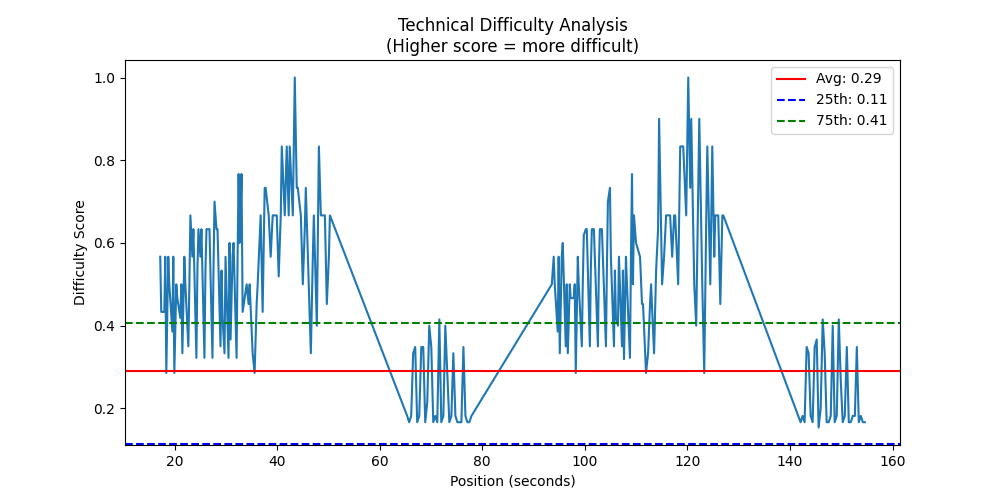 Technical Difficulty Analysis
(Higher score = more difficult)
Avg: 0.29
25th: 0.11
75th: 0.41
Difficulty Score
1.0
0.8
0.6
0.4
0.2
20 40 60 80 100 120 140 160
Position (seconds)